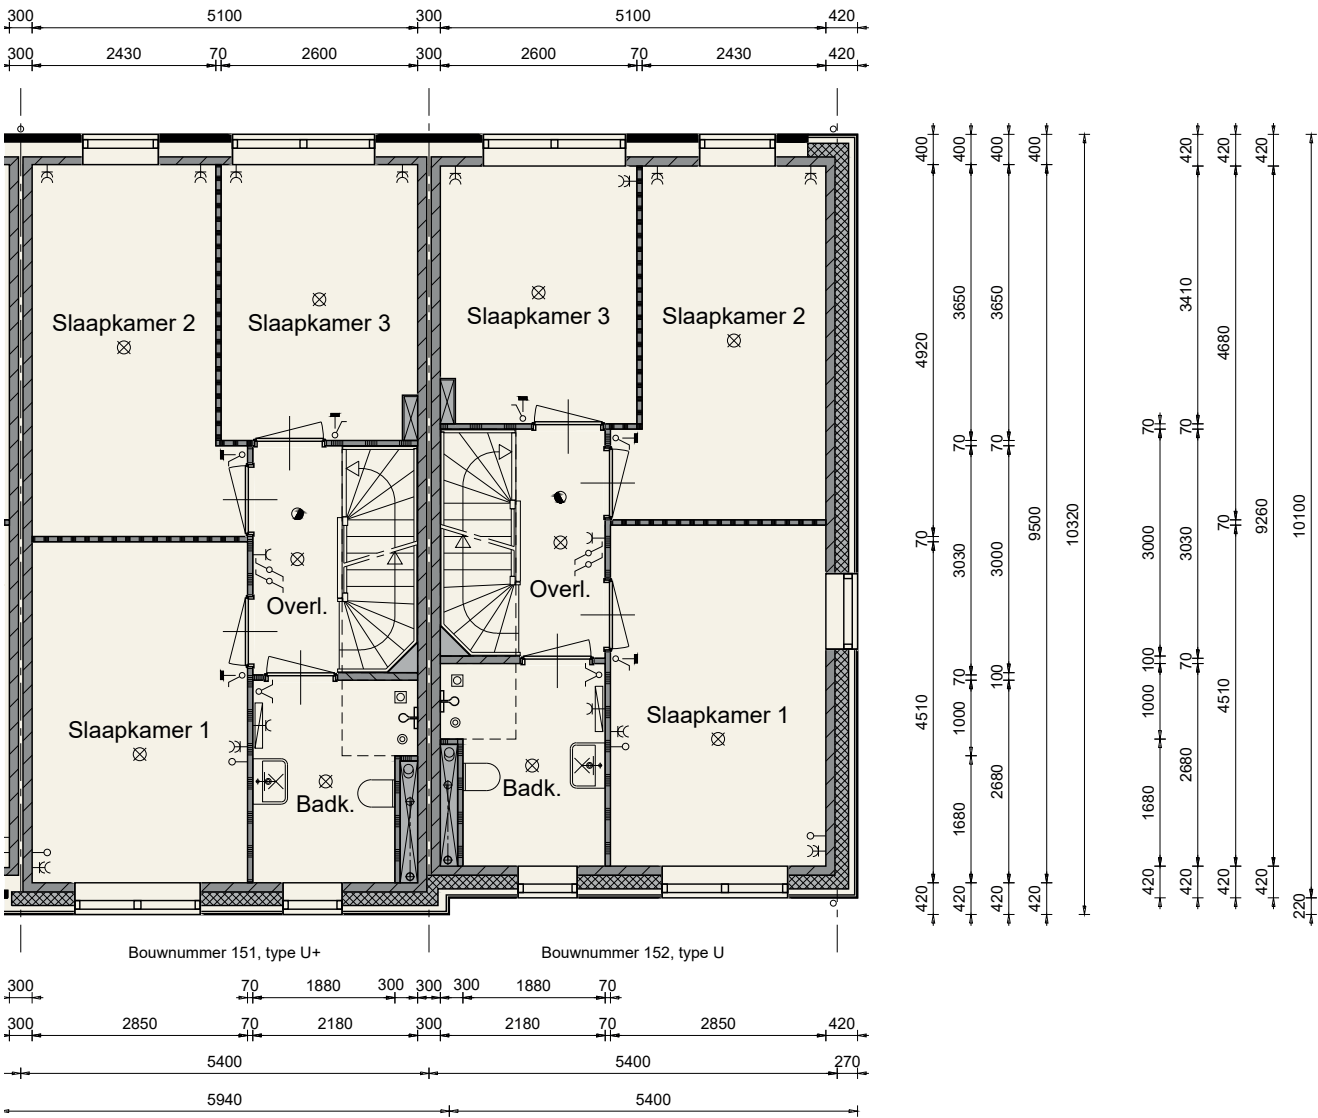 300 5100 300 5100 420
300 2430 70 2600 300 2600 70 2430 420
400 400 400 400 420 420 420
4920 3650 3650 3410 4680
Slaapkamer 2 Slaapkamer 3 Slaapkamer 3 Slaapkamer 2
70 70 70 70
70 3030 3000 9500 10320 3000 3030 70 9260 10100
Overl. Overl.
70 100 100 70
4510 1000 1000 4510
Slaapkamer 1 Slaapkamer 1
1680 2680 1680 2680
Badk. Badk.
420 420 420 420 420 420 420 420 220
Bouwnummer 151, type U+ Bouwnummer 152, type U
300 70 1880 300 300 300 1880 70
300 2850 70 2180 300 2180 70 2850 420
5400 5400 270
5940 5400